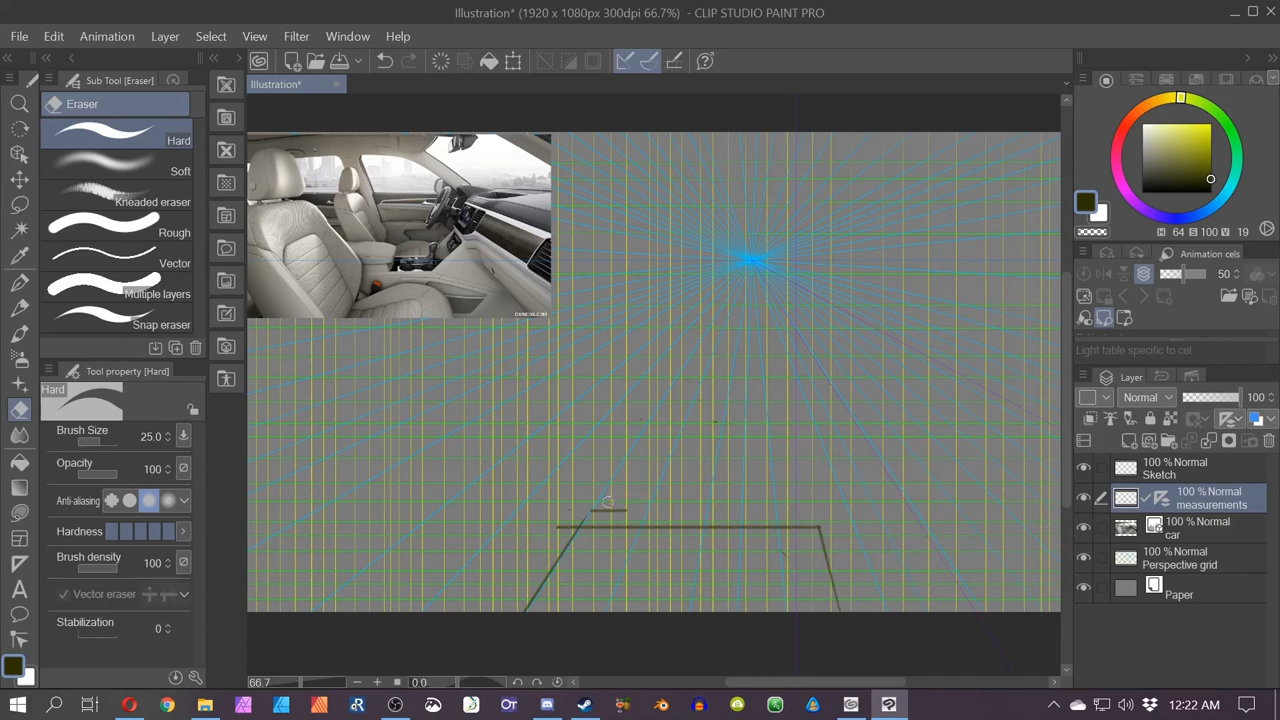 Illustration* (1920 x 1080px 300dpi 66.7%) - CLIP STUDIO PAINT PRO
File Edit Animation Layer Select View Filter Window Help
Sub Tool [Eraser]
Illustration*
Eraser
Hard
Soft
Kneaded eraser
Rough
Vector
Multiple layers
Snap eraser
Tool property [Hard]
Hard
Brush Size 25.0
Opacity 100
Anti-aliasing
Hardness
Brush density 100
Vector eraser
Stabilization 0
H 64 S 100 V 19
Animation cels
50
Light table specific to cel
Layer
Normal 100
100 % Normal
Sketch
100 % Normal
measurements
100 % Normal
car
100 % Normal
Perspective grid
Paper
66.7 0.0
12:22 AM